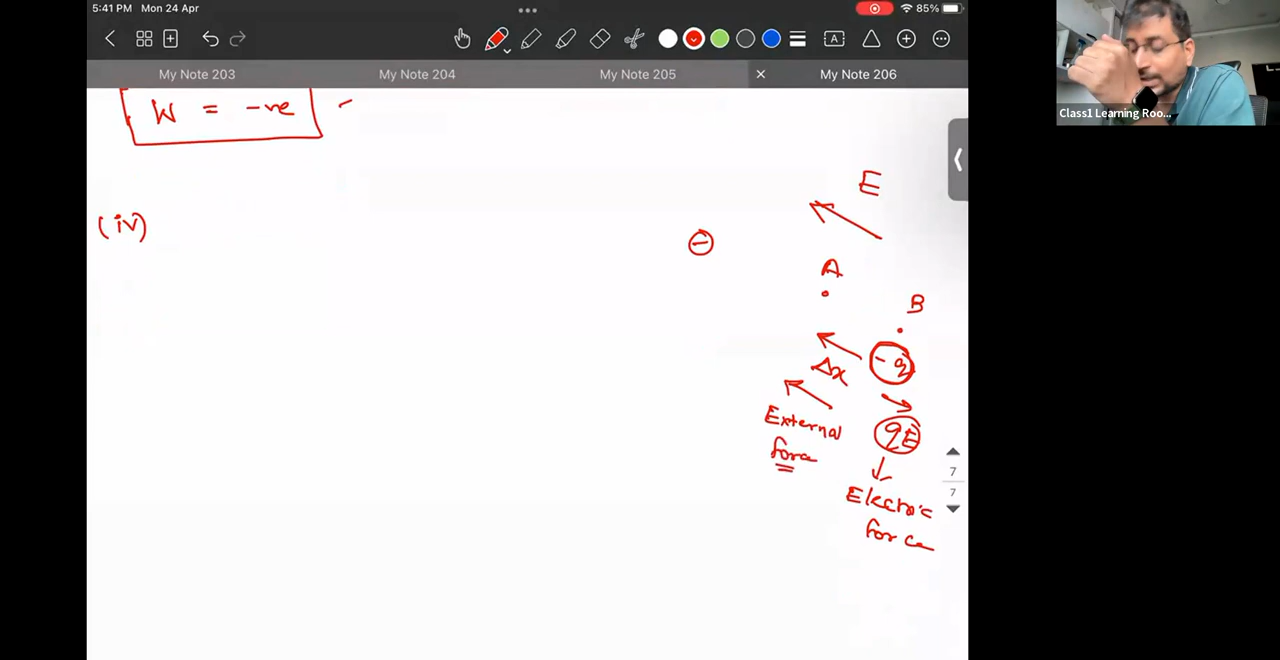 5:41 PM Mon 24 Apr
85%
A
My Note 203
My Note 204
My Note 205
My Note 206
Class1 Learning Roo...
W = -ve
(iv)
E
−
A
B
-q
Δx
External
force
qE
Electric
force
7
7